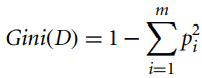 Gini(D) = 1 − ∑_{i=1}^{m} p_i^2